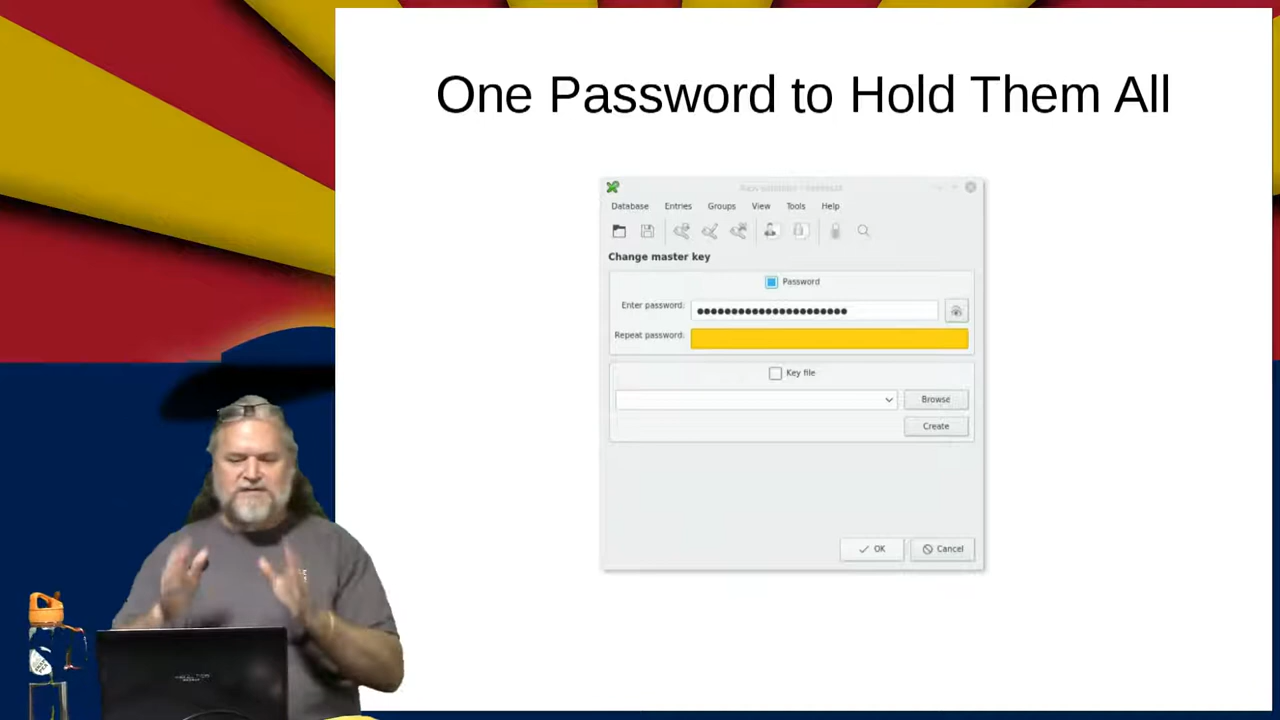 One Password to Hold Them All
Database Entries Groups View Tools Help
Change master key
Password
Enter password: ●●●●●●●●●●●●●●●●●●●●●●
Repeat password:
Key file
Browse
Create
OK Cancel